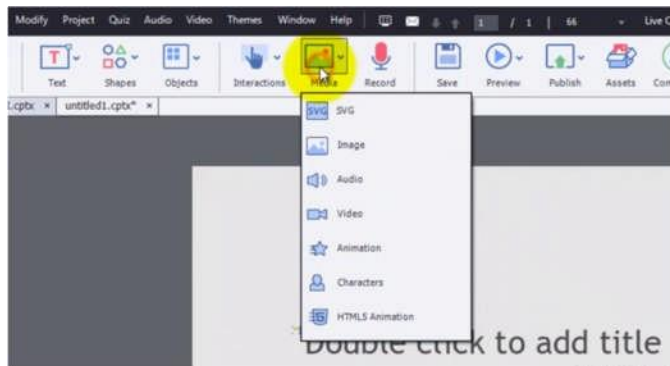 Modify Project Quiz Audio Video Themes Window Help 1 / 1 66 Live
Text Shapes Objects Interactions Media Record Save Preview Publish Assets
.cptx × untitled1.cptx* ×
SVG SVG
Image
Audio
Video
Animation
Characters
5 HTML5 Animation
Double click to add title